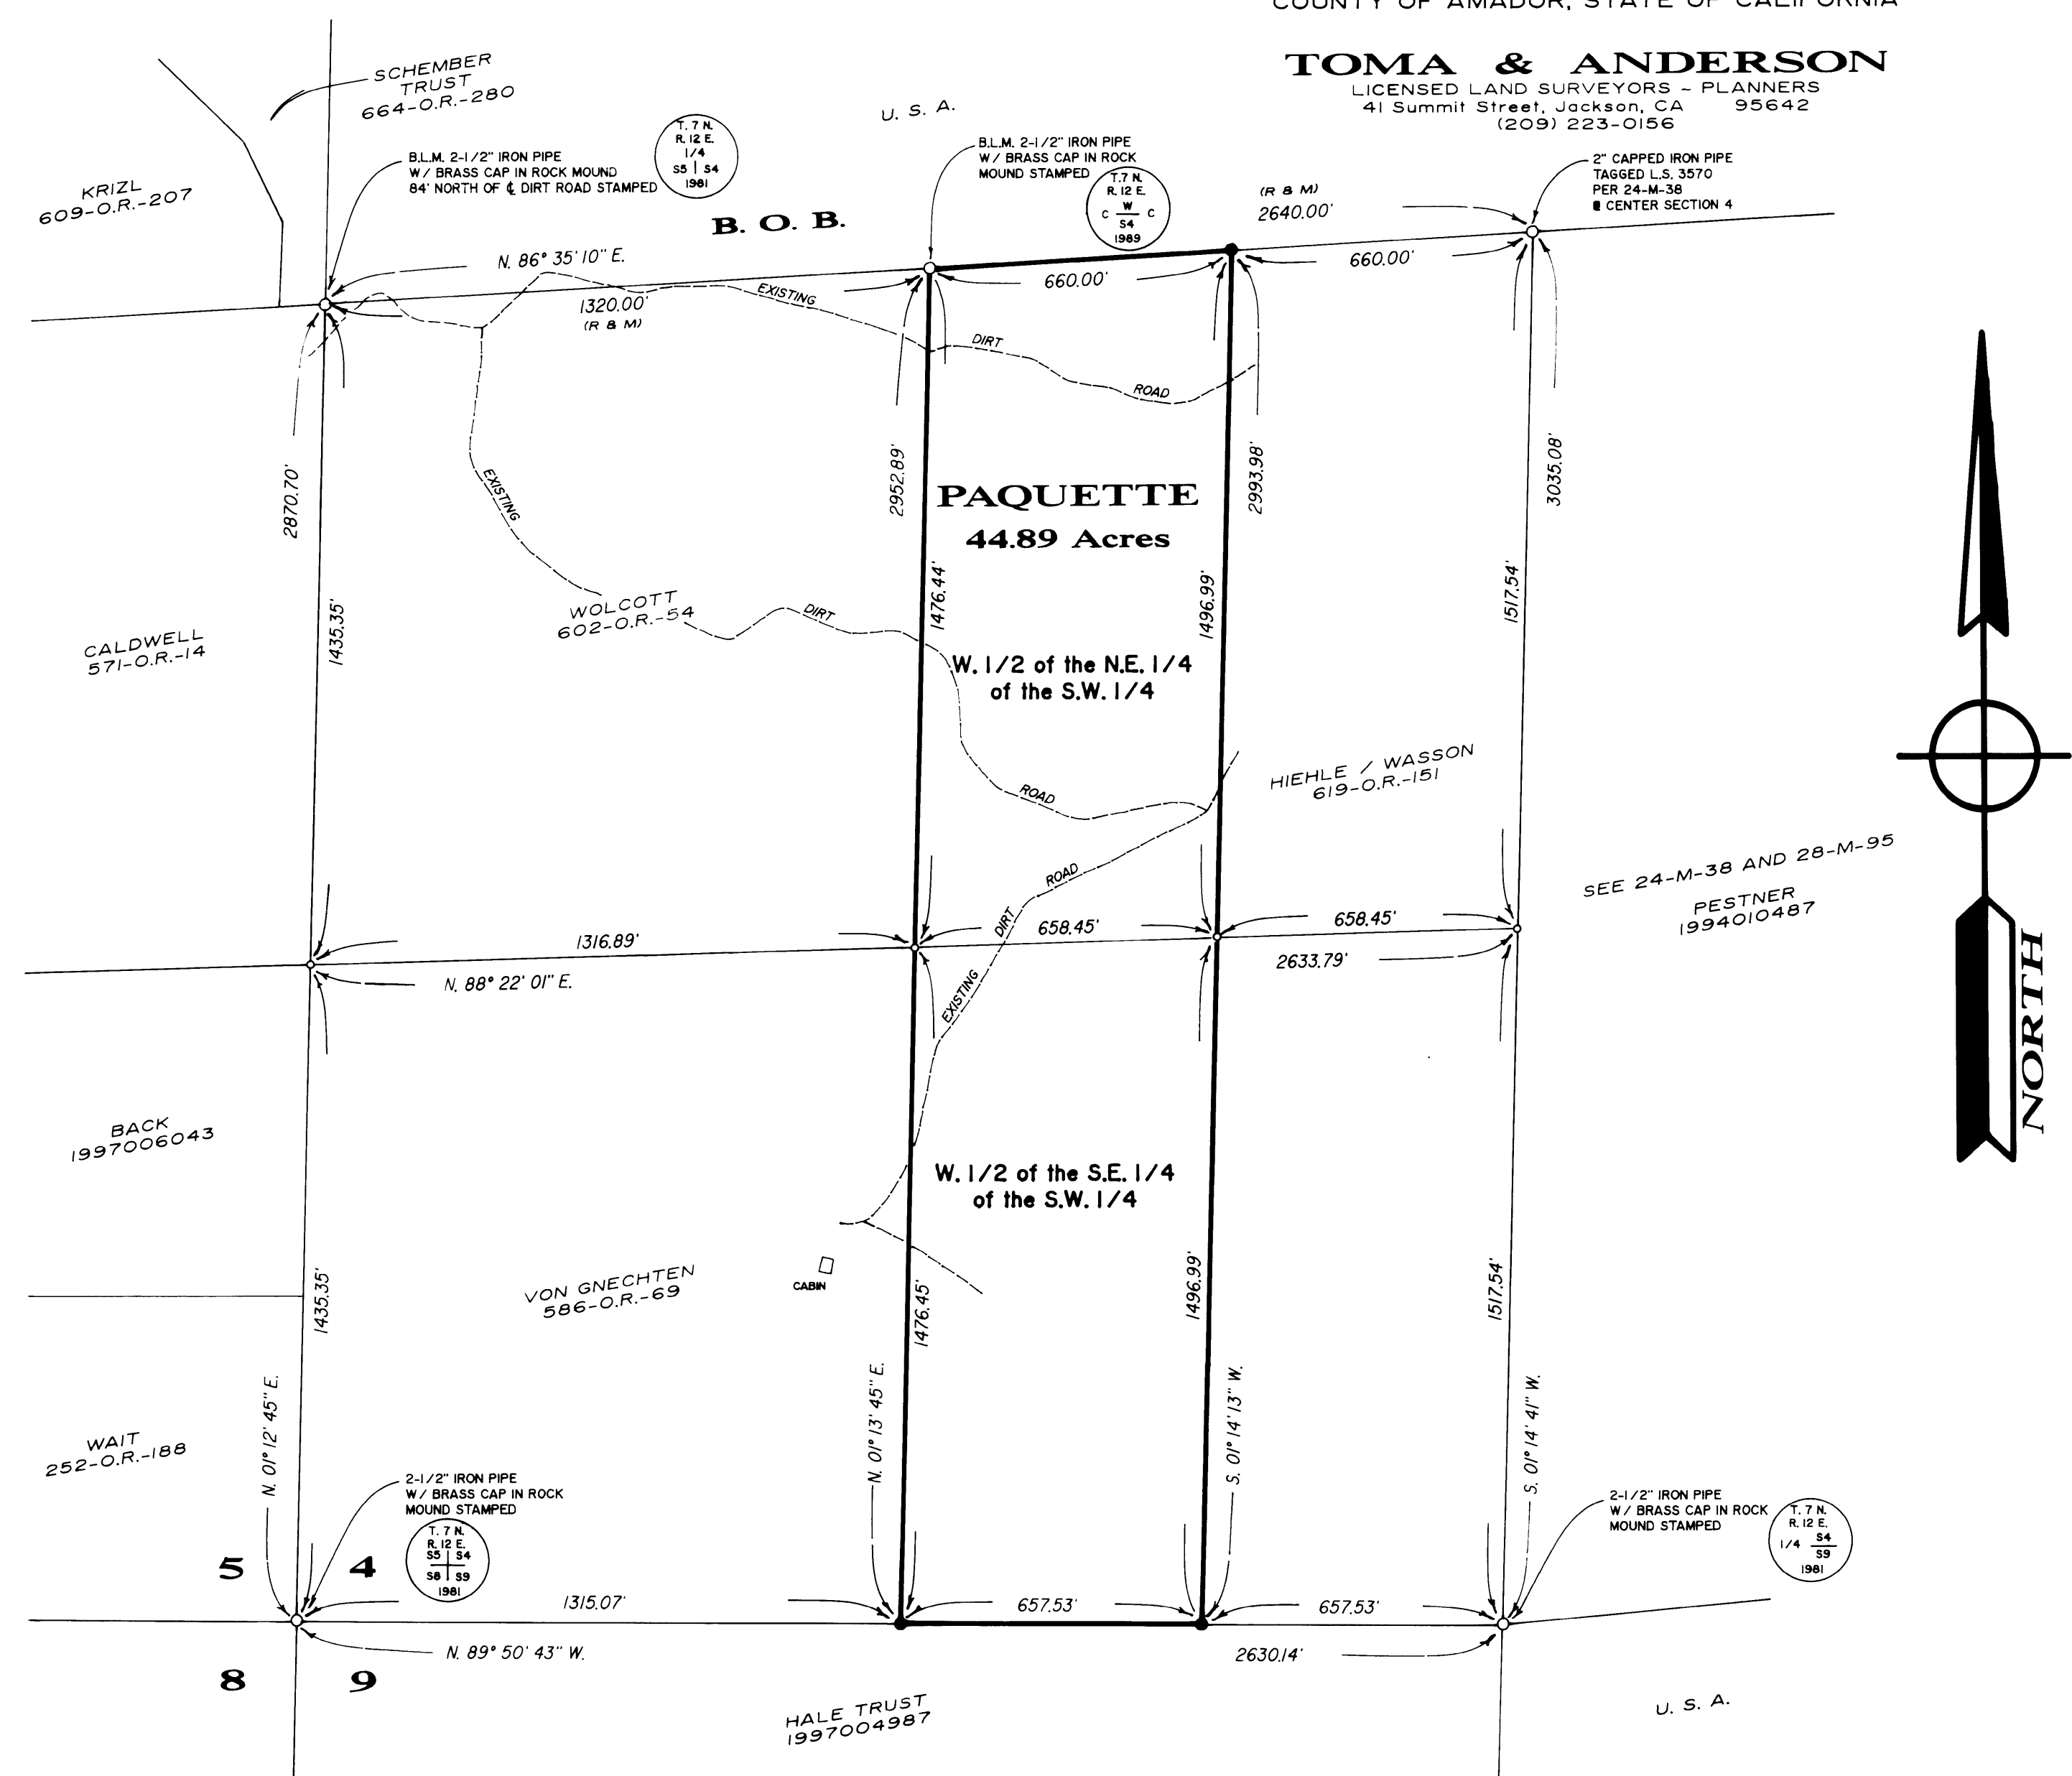 COUNTY OF AMADOR, STATE OF CALIFORNIA
TOMA & ANDERSON
LICENSED LAND SURVEYORS ~ PLANNERS
41 Summit Street, Jackson, CA 95642
(209) 223-0156
SCHEMBER
TRUST
664-O.R.-280
U. S. A.
KRIZL
609-O.R.-207
B.L.M. 2-1/2" IRON PIPE
W/ BRASS CAP IN ROCK MOUND
84' NORTH OF ℄ DIRT ROAD STAMPED
T. 7 N.
R. 12 E.
1/4
S5 | S4
1981
B.L.M. 2-1/2" IRON PIPE
W/ BRASS CAP IN ROCK
MOUND STAMPED
T.7 N.
R. 12 E.
W
C C
S4
1989
2" CAPPED IRON PIPE
TAGGED L.S. 3570
PER 24-M-38
@ CENTER SECTION 4
(R & M)
2640.00'
B. O. B.
N. 86° 35' 10" E.
1320.00'
(R & M)
660.00'
660.00'
EXISTING
DIRT
ROAD
2870.70'
2952.89'
2993.98'
3035.08'
PAQUETTE
44.89 Acres
EXISTING
1435.35'
1476.44'
1496.99'
1517.54'
CALDWELL
571-O.R.-14
WOLCOTT
602-O.R.-54
DIRT
W. 1/2 of the N.E. 1/4
of the S.W. 1/4
ROAD
HIEHLE / WASSON
619-O.R.-151
SEE 24-M-38 AND 28-M-95
PESTNER
1994010487
ROAD
DIRT
EXISTING
1316.89'
N. 88° 22' 01" E.
658.45'
658.45'
2633.79'
NORTH
BACK
1997006043
W. 1/2 of the S.E. 1/4
of the S.W. 1/4
VON GNECHTEN
586-O.R.-69
CABIN
1435.35'
1476.45'
1496.99'
1517.54'
WAIT
252-O.R.-188
N. 01° 12' 45" E.
N. 01° 13' 45" E.
S. 01° 14' 13" W.
S. 01° 14' 41" W.
2-1/2" IRON PIPE
W/ BRASS CAP IN ROCK
MOUND STAMPED
T. 7 N.
R. 12 E.
S5 | S4
S8 | S9
1981
2-1/2" IRON PIPE
W/ BRASS CAP IN ROCK
MOUND STAMPED
T. 7 N.
R. 12 E.
1/4 S4
S9
1981
5 4
1315.07'
657.53'
657.53'
N. 89° 50' 43" W.
2630.14'
8 9
HALE TRUST
1997004987
U. S. A.